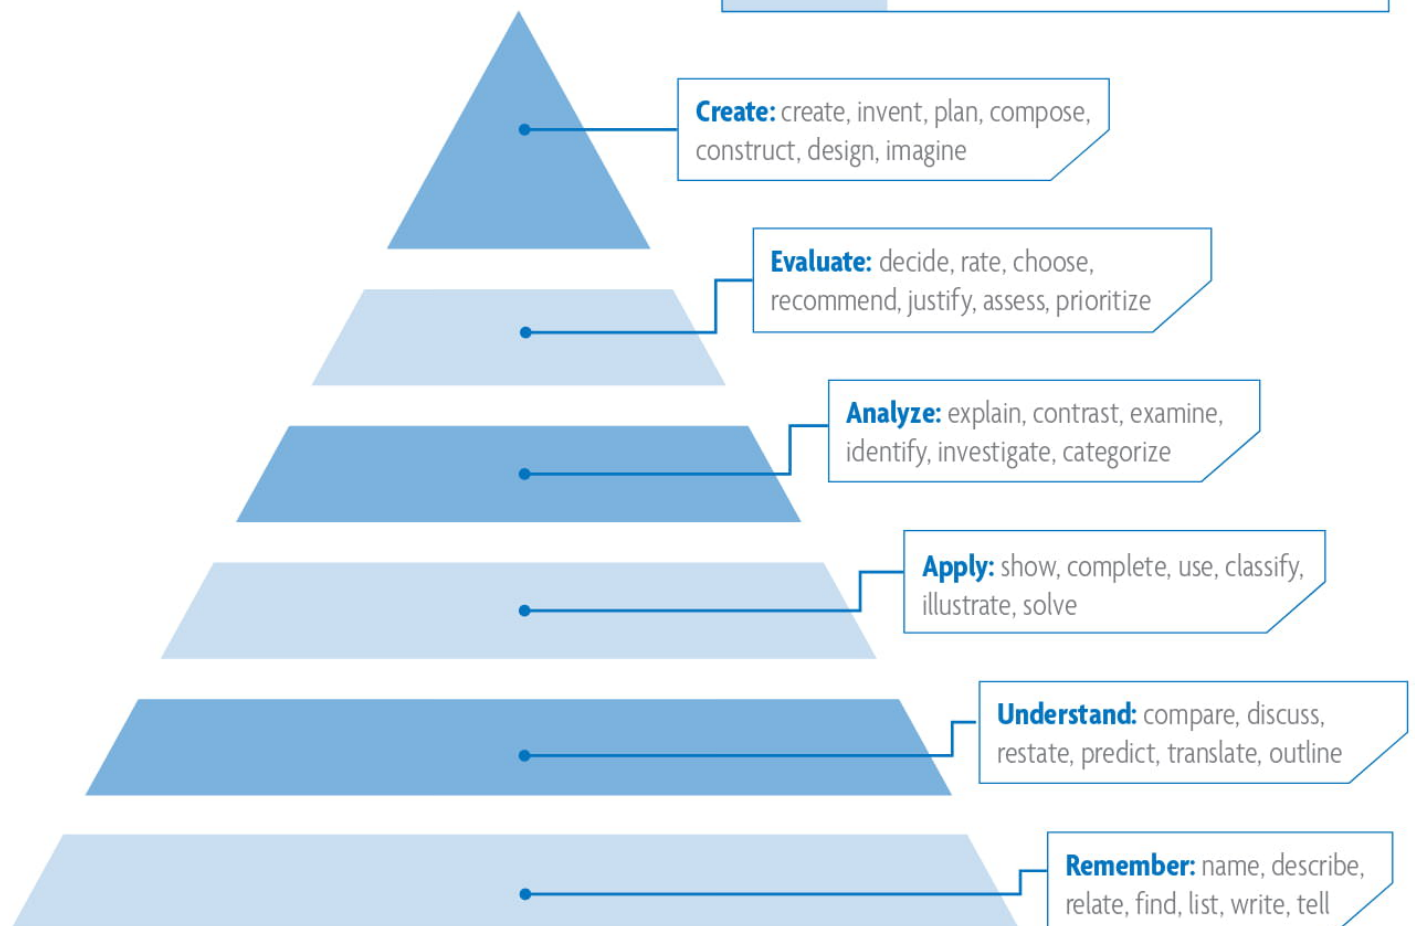 Create: create, invent, plan, compose,
construct, design, imagine
Evaluate: decide, rate, choose,
recommend, justify, assess, prioritize
Analyze: explain, contrast, examine,
identify, investigate, categorize
Apply: show, complete, use, classify,
illustrate, solve
Understand: compare, discuss,
restate, predict, translate, outline
Remember: name, describe,
relate, find, list, write, tell